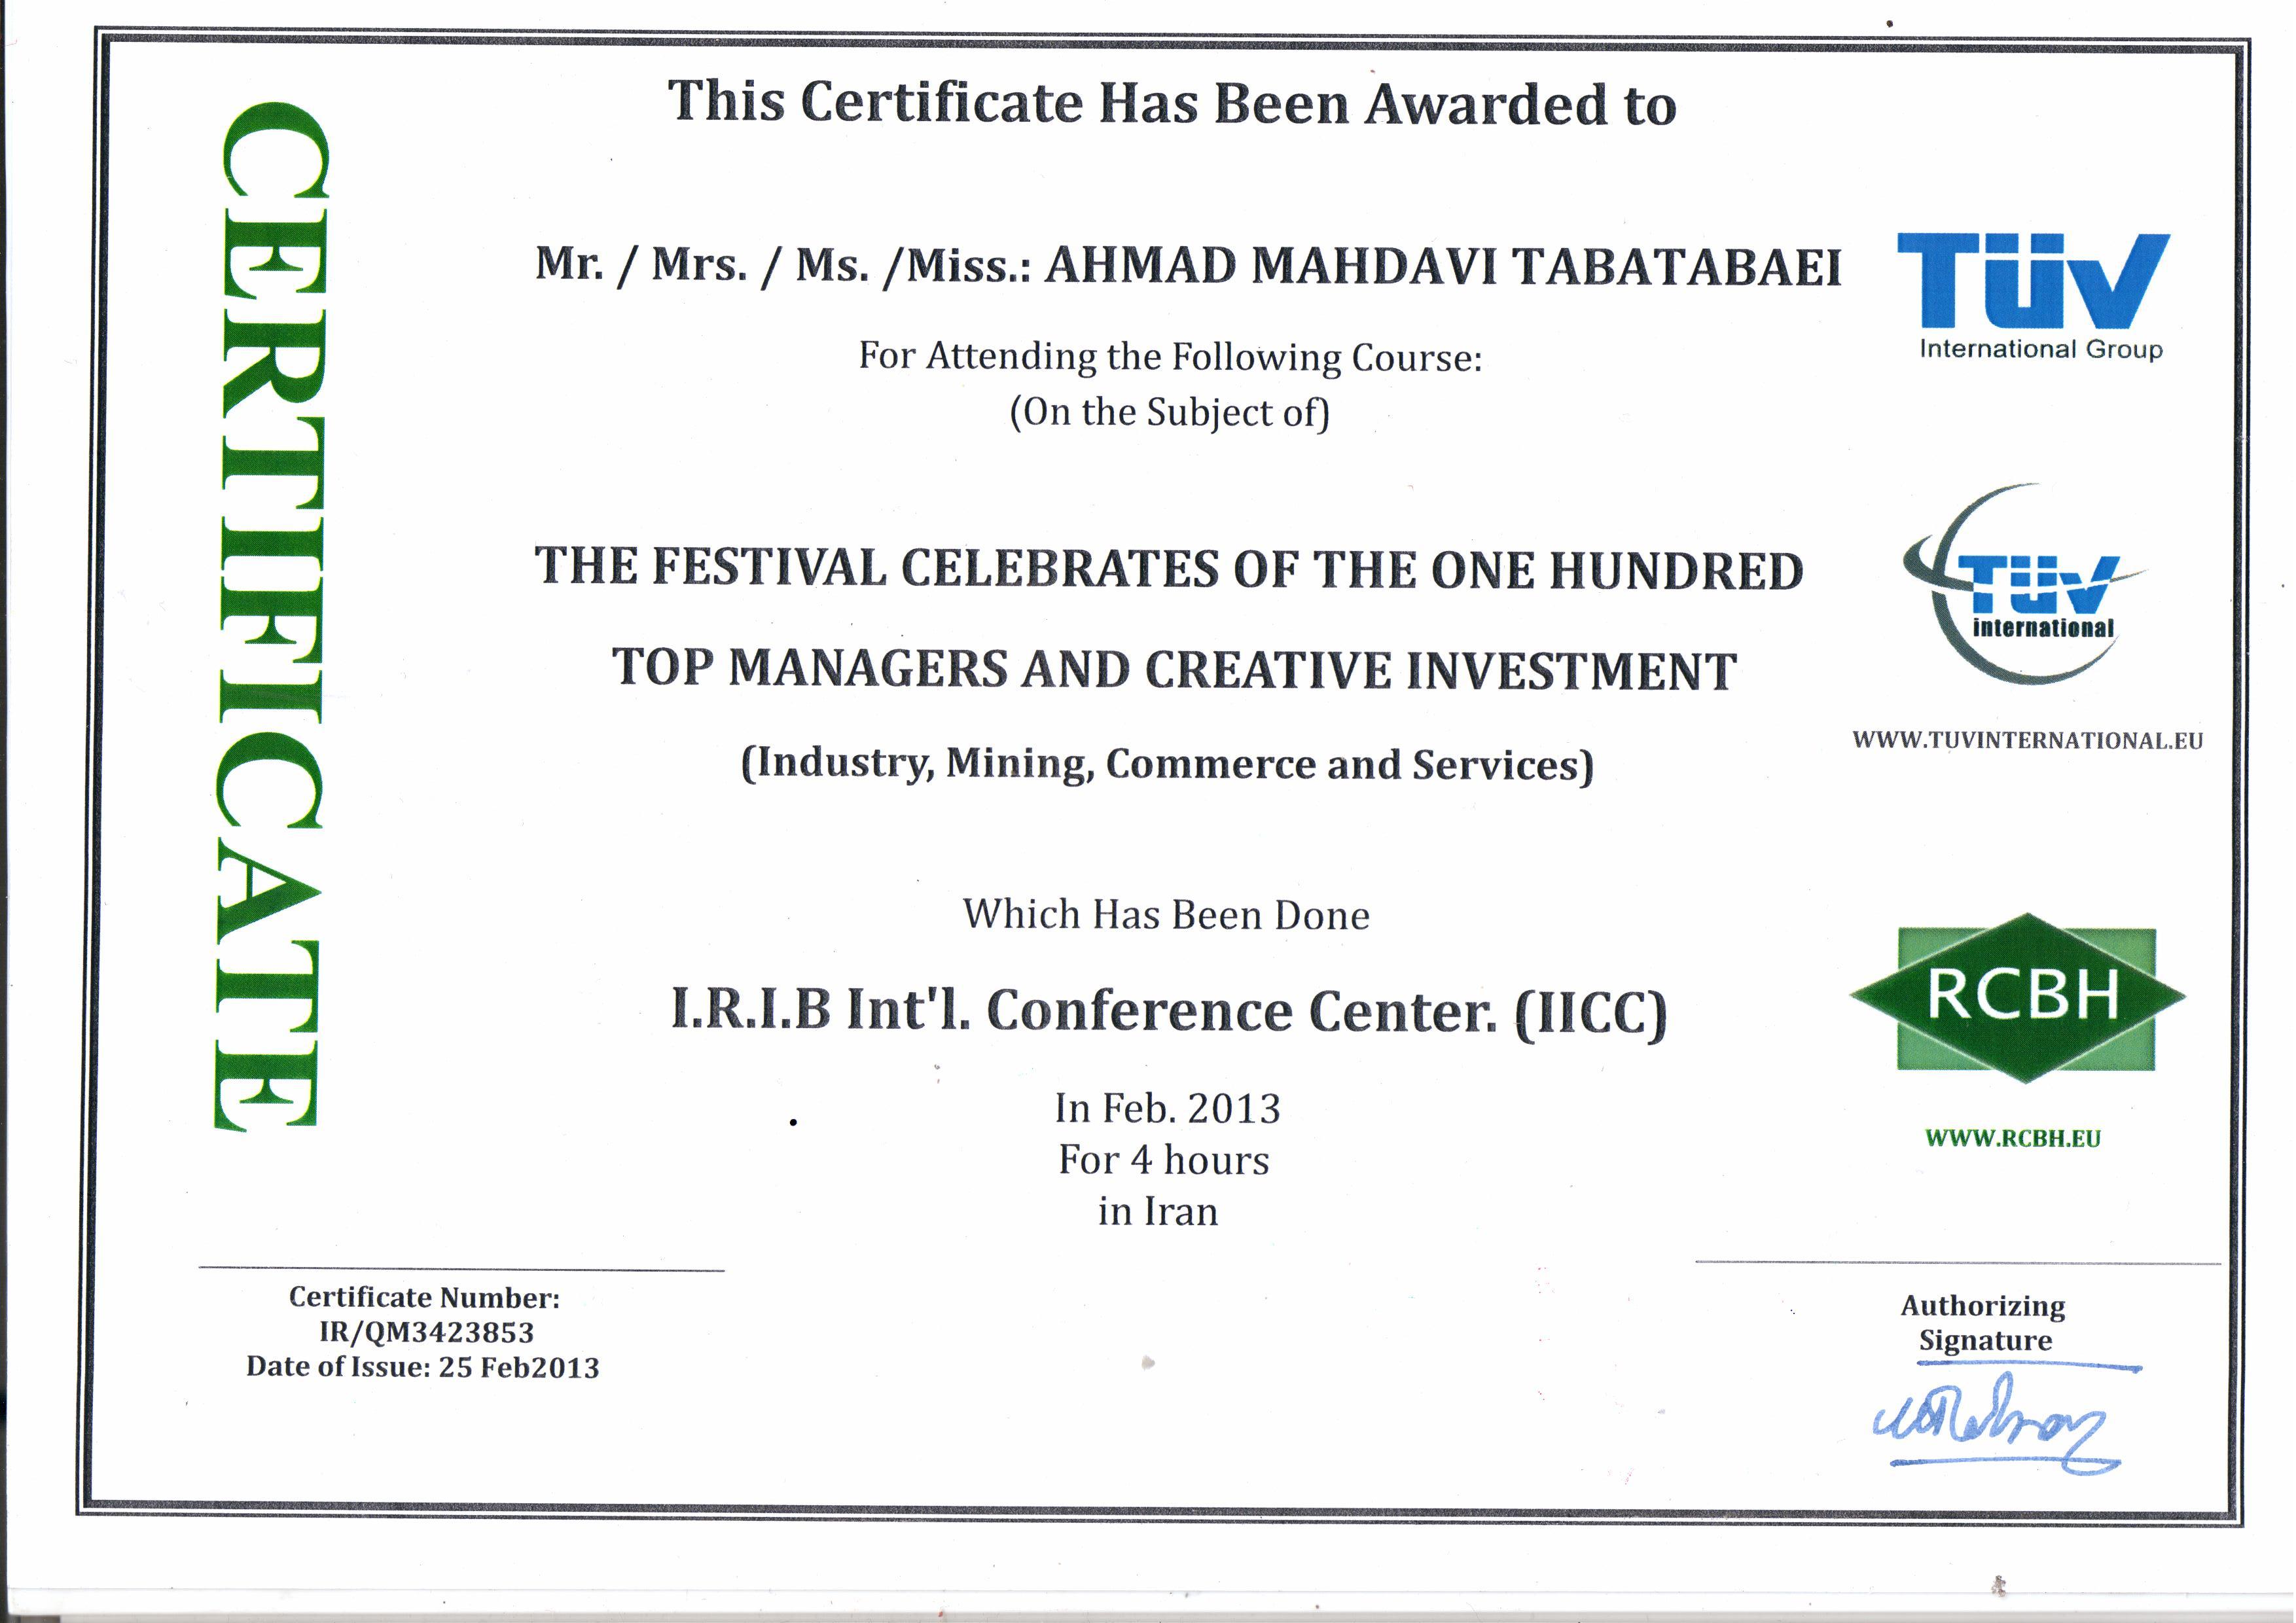 CERTIFICATE
This Certificate Has Been Awarded to
Mr. / Mrs. / Ms. /Miss.: AHMAD MAHDAVI TABATABAEI
For Attending the Following Course:
(On the Subject of)
THE FESTIVAL CELEBRATES OF THE ONE HUNDRED
TOP MANAGERS AND CREATIVE INVESTMENT
(Industry, Mining, Commerce and Services)
Which Has Been Done
I.R.I.B Int'l. Conference Center. (IICC)
In Feb. 2013
For 4 hours
in Iran
TÜV
International Group
TÜV
international
WWW.TUVINTERNATIONAL.EU
RCBH
WWW.RCBH.EU
Certificate Number:
IR/QM3423853
Date of Issue: 25 Feb2013
Authorizing
Signature